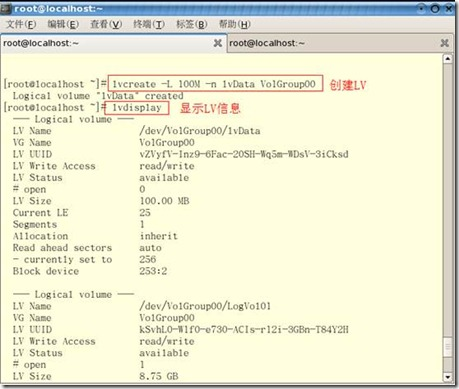 root@localhost:~
文件(F) 编辑(E) 查看(V) 终端(T) 标签(B) 帮助(H)
root@localhost:~ root@localhost:~
[root@localhost ~]# lvcreate -L 100M -n lvData VolGroup00 创建LV
Logical volume "lvData" created
[root@localhost ~]# lvdisplay 显示LV信息
--- Logical volume ---
LV Name /dev/VolGroup00/lvData
VG Name VolGroup00
LV UUID vZVyfV-Inz9-6Fac-20SH-Wq5m-WDsV-3iCksd
LV Write Access read/write
LV Status available
# open 0
LV Size 100.00 MB
Current LE 25
Segments 1
Allocation inherit
Read ahead sectors auto
- currently set to 256
Block device 253:2
--- Logical volume ---
LV Name /dev/VolGroup00/LogVol01
VG Name VolGroup00
LV UUID kSvhL0-Wlf0-e730-ACIs-r12i-3GBn-T84Y2H
LV Write Access read/write
LV Status available
# open 1
LV Size 8.75 GB